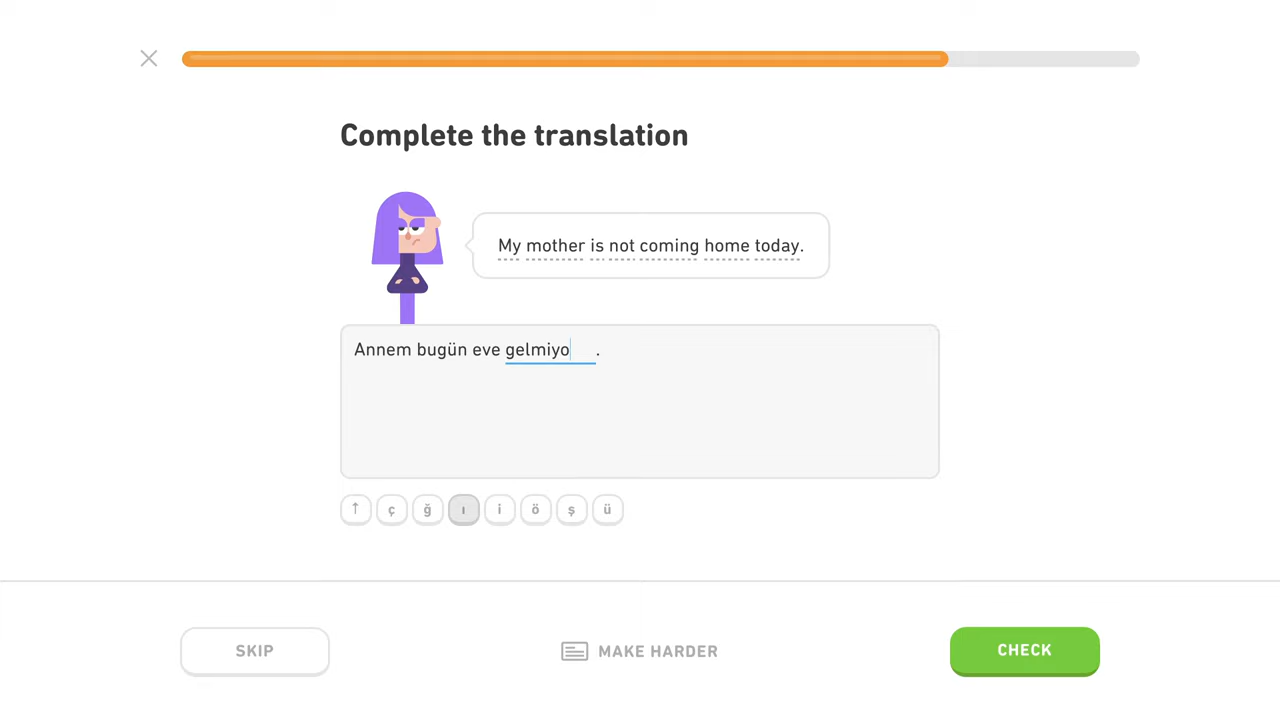 Complete the translation
My mother is not coming home today.
Annem bugün eve gelmiyo .
↑ ç ğ ı i ö ş ü
SKIP
MAKE HARDER
CHECK